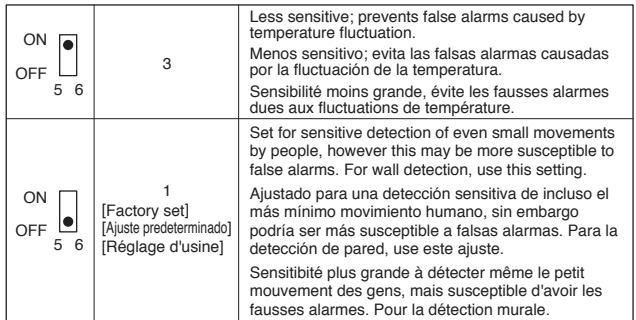 ON
OFF
5 6
3
Less sensitive; prevents false alarms caused by
temperature fluctuation.
Menos sensitivo; evita las falsas alarmas causadas
por la fluctuación de la temperatura.
Sensibilité moins grande, évite les fausses alarmes
dues aux fluctuations de température.
ON
OFF
5 6
1
[Factory set]
[Ajuste predeterminado]
[Réglage d'usine]
Set for sensitive detection of even small movements
by people, however this may be more susceptible to
false alarms. For wall detection, use this setting.
Ajustado para una detección sensitiva de incluso el
más mínimo movimiento humano, sin embargo
podría ser más susceptible a falsas alarmas. Para la
detección de pared, use este ajuste.
Sensitibité plus grande à détecter même le petit
mouvement des gens, mais susceptible d'avoir les
fausses alarmes. Pour la détection murale.